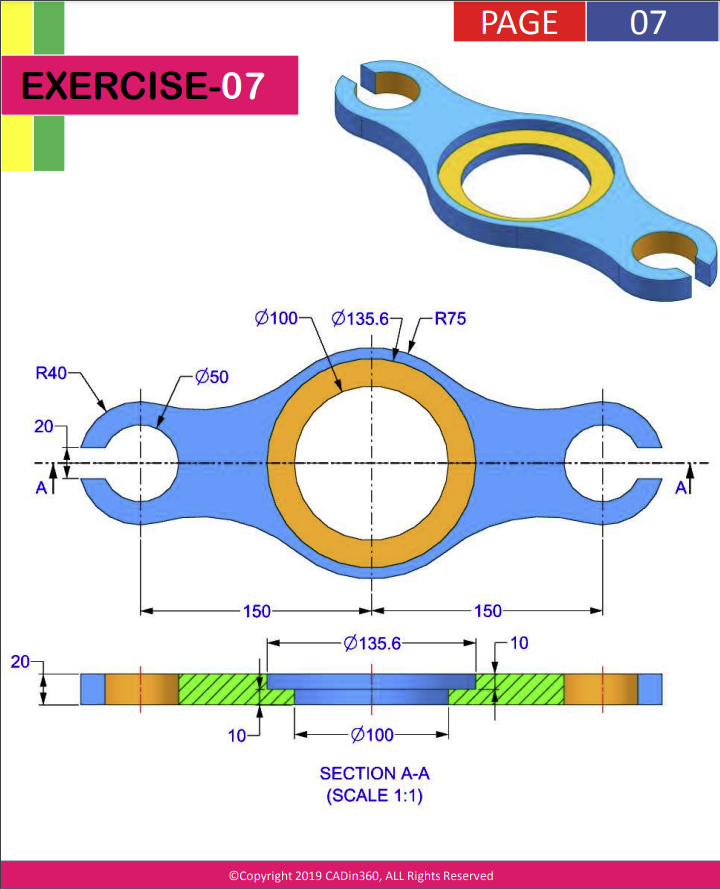 PAGE 07
EXERCISE-07
Ø100 Ø135.6 R75
R40 Ø50
20
A A
150 150
Ø135.6 10
20
10 Ø100
SECTION A-A
(SCALE 1:1)
©Copyright 2019 CADin360, ALL Rights Reserved